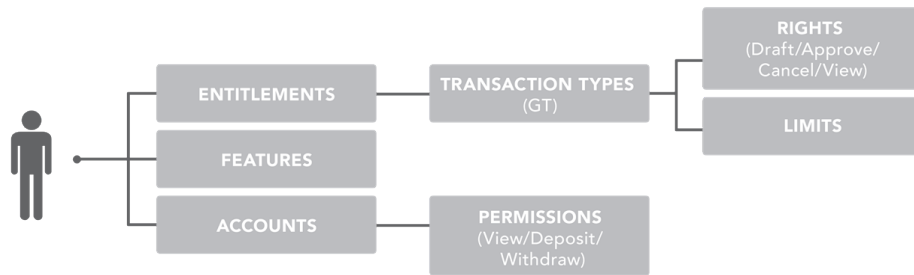 RIGHTS
(Draft/Approve/
Cancel/View)
ENTITLEMENTS
TRANSACTION TYPES
(GT)
LIMITS
FEATURES
ACCOUNTS
PERMISSIONS
(View/Deposit/
Withdraw)